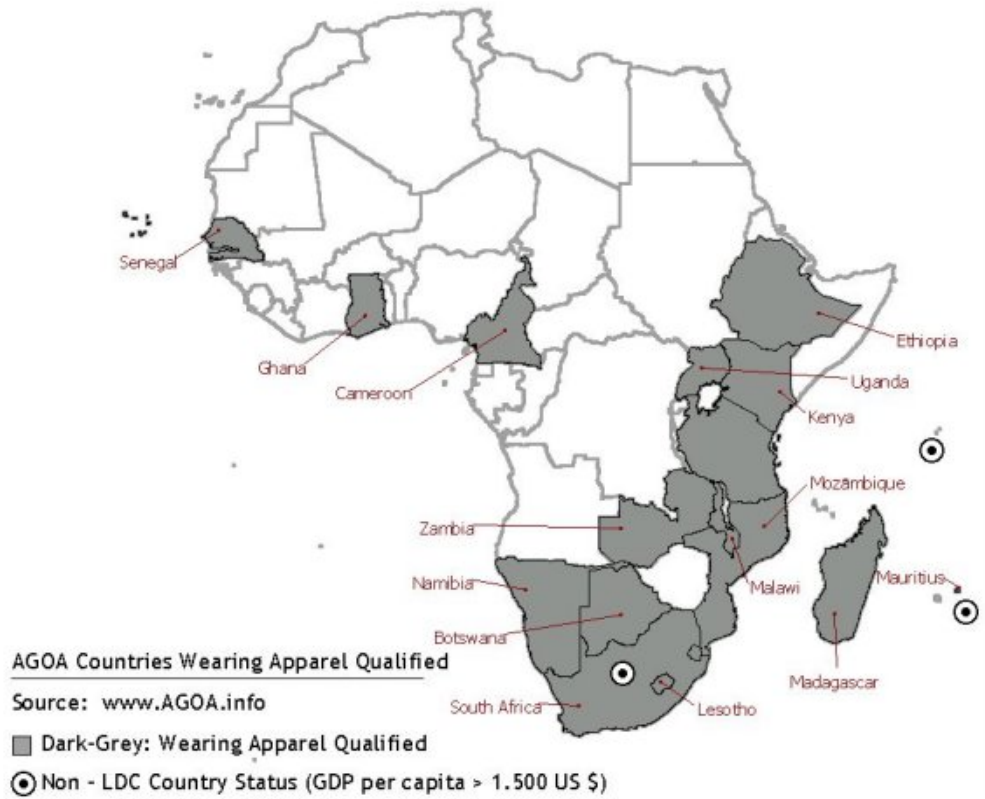 Senegal
Ghana
Cameroon
Ethiopia
Uganda
Kenya
Mozambique
Zambia
Malawi
Mauritius
Namibia
Botswana
Madagascar
South Africa
Lesotho
AGOA Countries Wearing Apparel Qualified
Source: www.AGOA.info
Dark-Grey: Wearing Apparel Qualified
Non - LDC Country Status (GDP per capita > 1.500 US $)